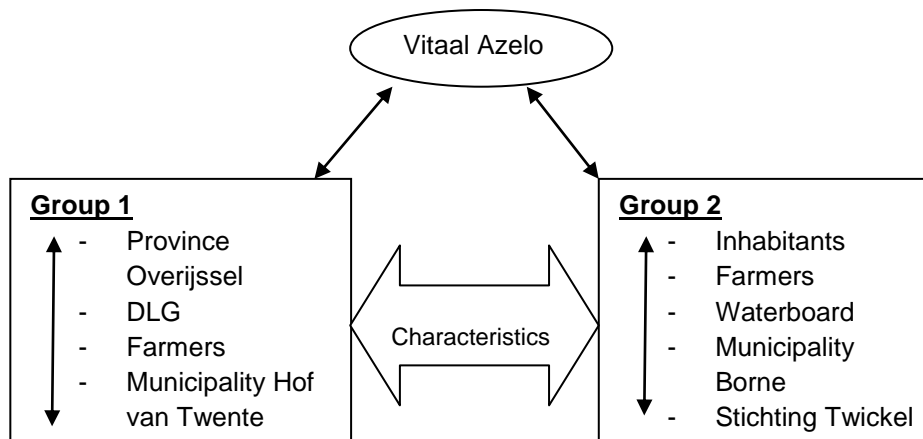 Vitaal Azelo
Group 1
- Province
Overijssel
- DLG
- Farmers
- Municipality Hof
van Twente
Characteristics
Group 2
- Inhabitants
- Farmers
- Waterboard
- Municipality
Borne
- Stichting Twickel